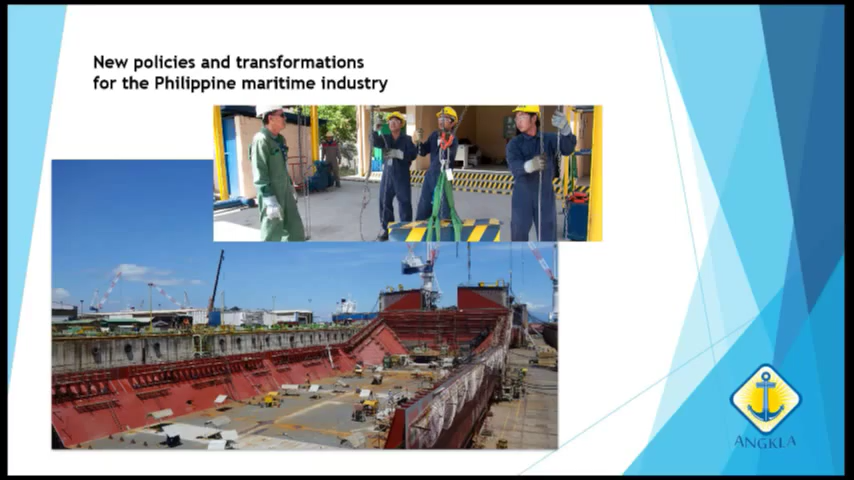 New policies and transformations
for the Philippine maritime industry
ANGKLA